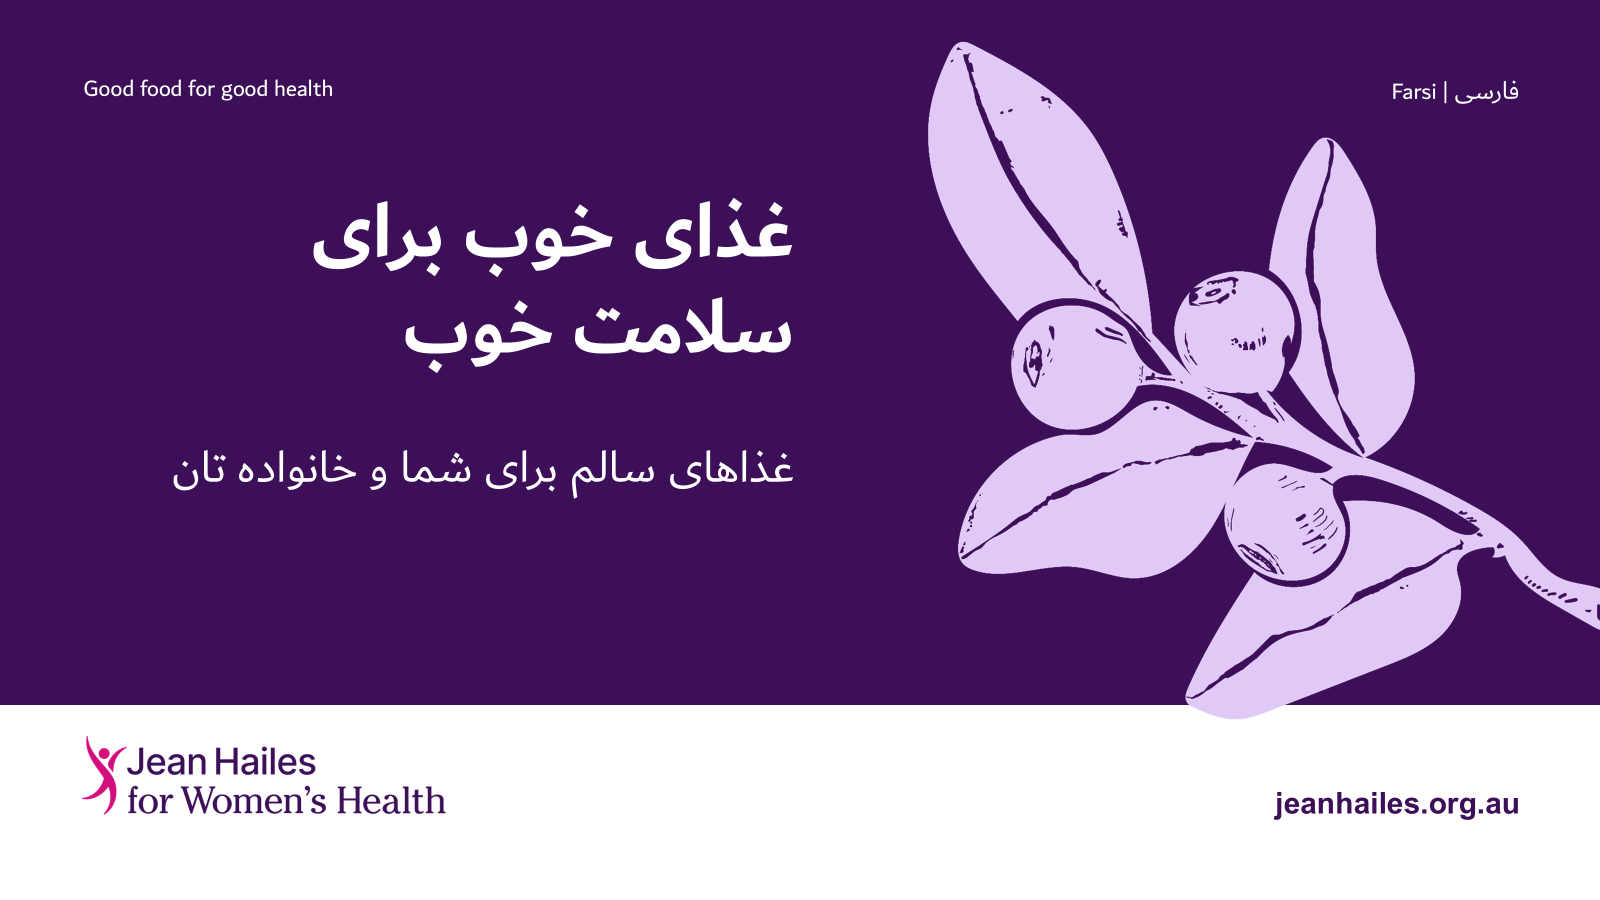 Good food for good health
Farsi | فارسی
غذای خوب برای
سلامت خوب
غذاهای سالم برای شما و خانواده تان
Jean Hailes
for Women's Health
jeanhailes.org.au